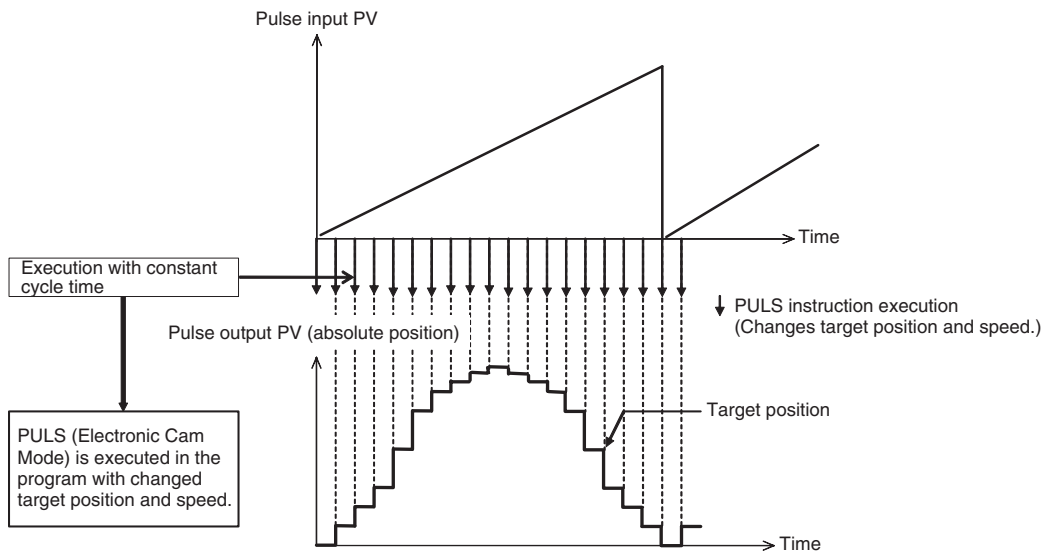 Pulse input PV
Time
Execution with constant
cycle time
PULS instruction execution
(Changes target position and speed.)
Pulse output PV (absolute position)
Target position
PULS (Electronic Cam
Mode) is executed in the
program with changed
target position and speed.
Time